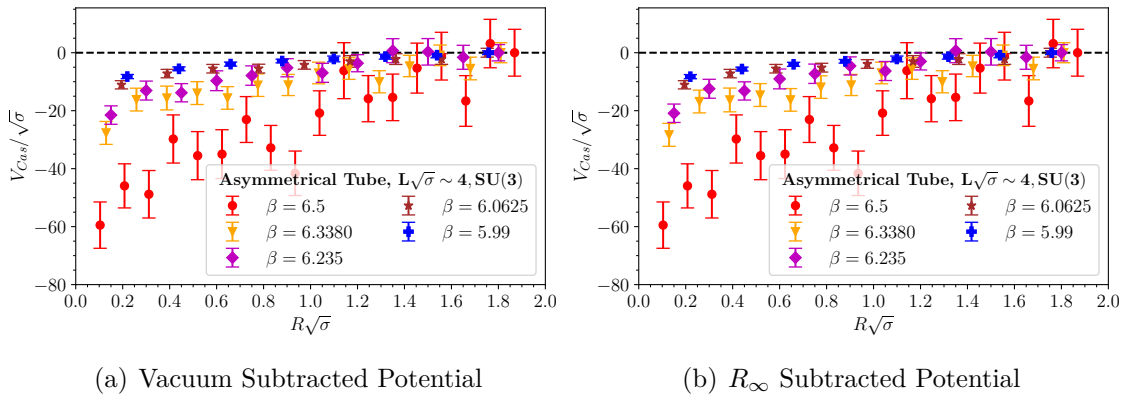 0
−20
−40
−60
−80
V_{Cas}/√σ
0.0 0.2 0.4 0.6 0.8 1.0 1.2 1.4 1.6 1.8 2.0
R√σ
Asymmetrical Tube, L√σ ∼ 4, SU(3)
β = 6.5
β = 6.3380
β = 6.235
β = 6.0625
β = 5.99
(a) Vacuum Subtracted Potential
0
−20
−40
−60
−80
V_{Cas}/√σ
0.0 0.2 0.4 0.6 0.8 1.0 1.2 1.4 1.6 1.8 2.0
R√σ
Asymmetrical Tube, L√σ ∼ 4, SU(3)
β = 6.5
β = 6.3380
β = 6.235
β = 6.0625
β = 5.99
(b) R_∞ Subtracted Potential